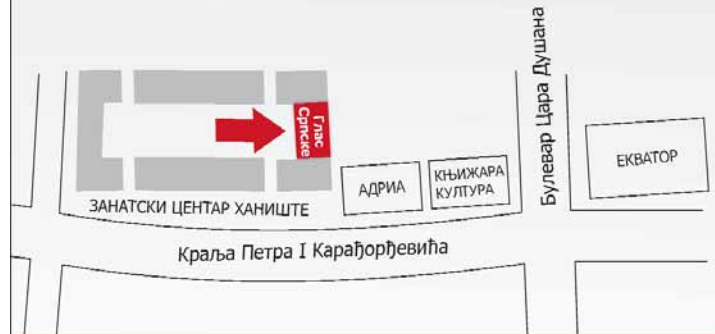 Булевар Цара Душана
Глас
Српске
ЕКВАТОР
АДРИА
КЊИЖАРА
КУЛТУРА
ЗАНАТСКИ ЦЕНТАР ХАНИШТЕ
Краља Петра I Карађорђевића